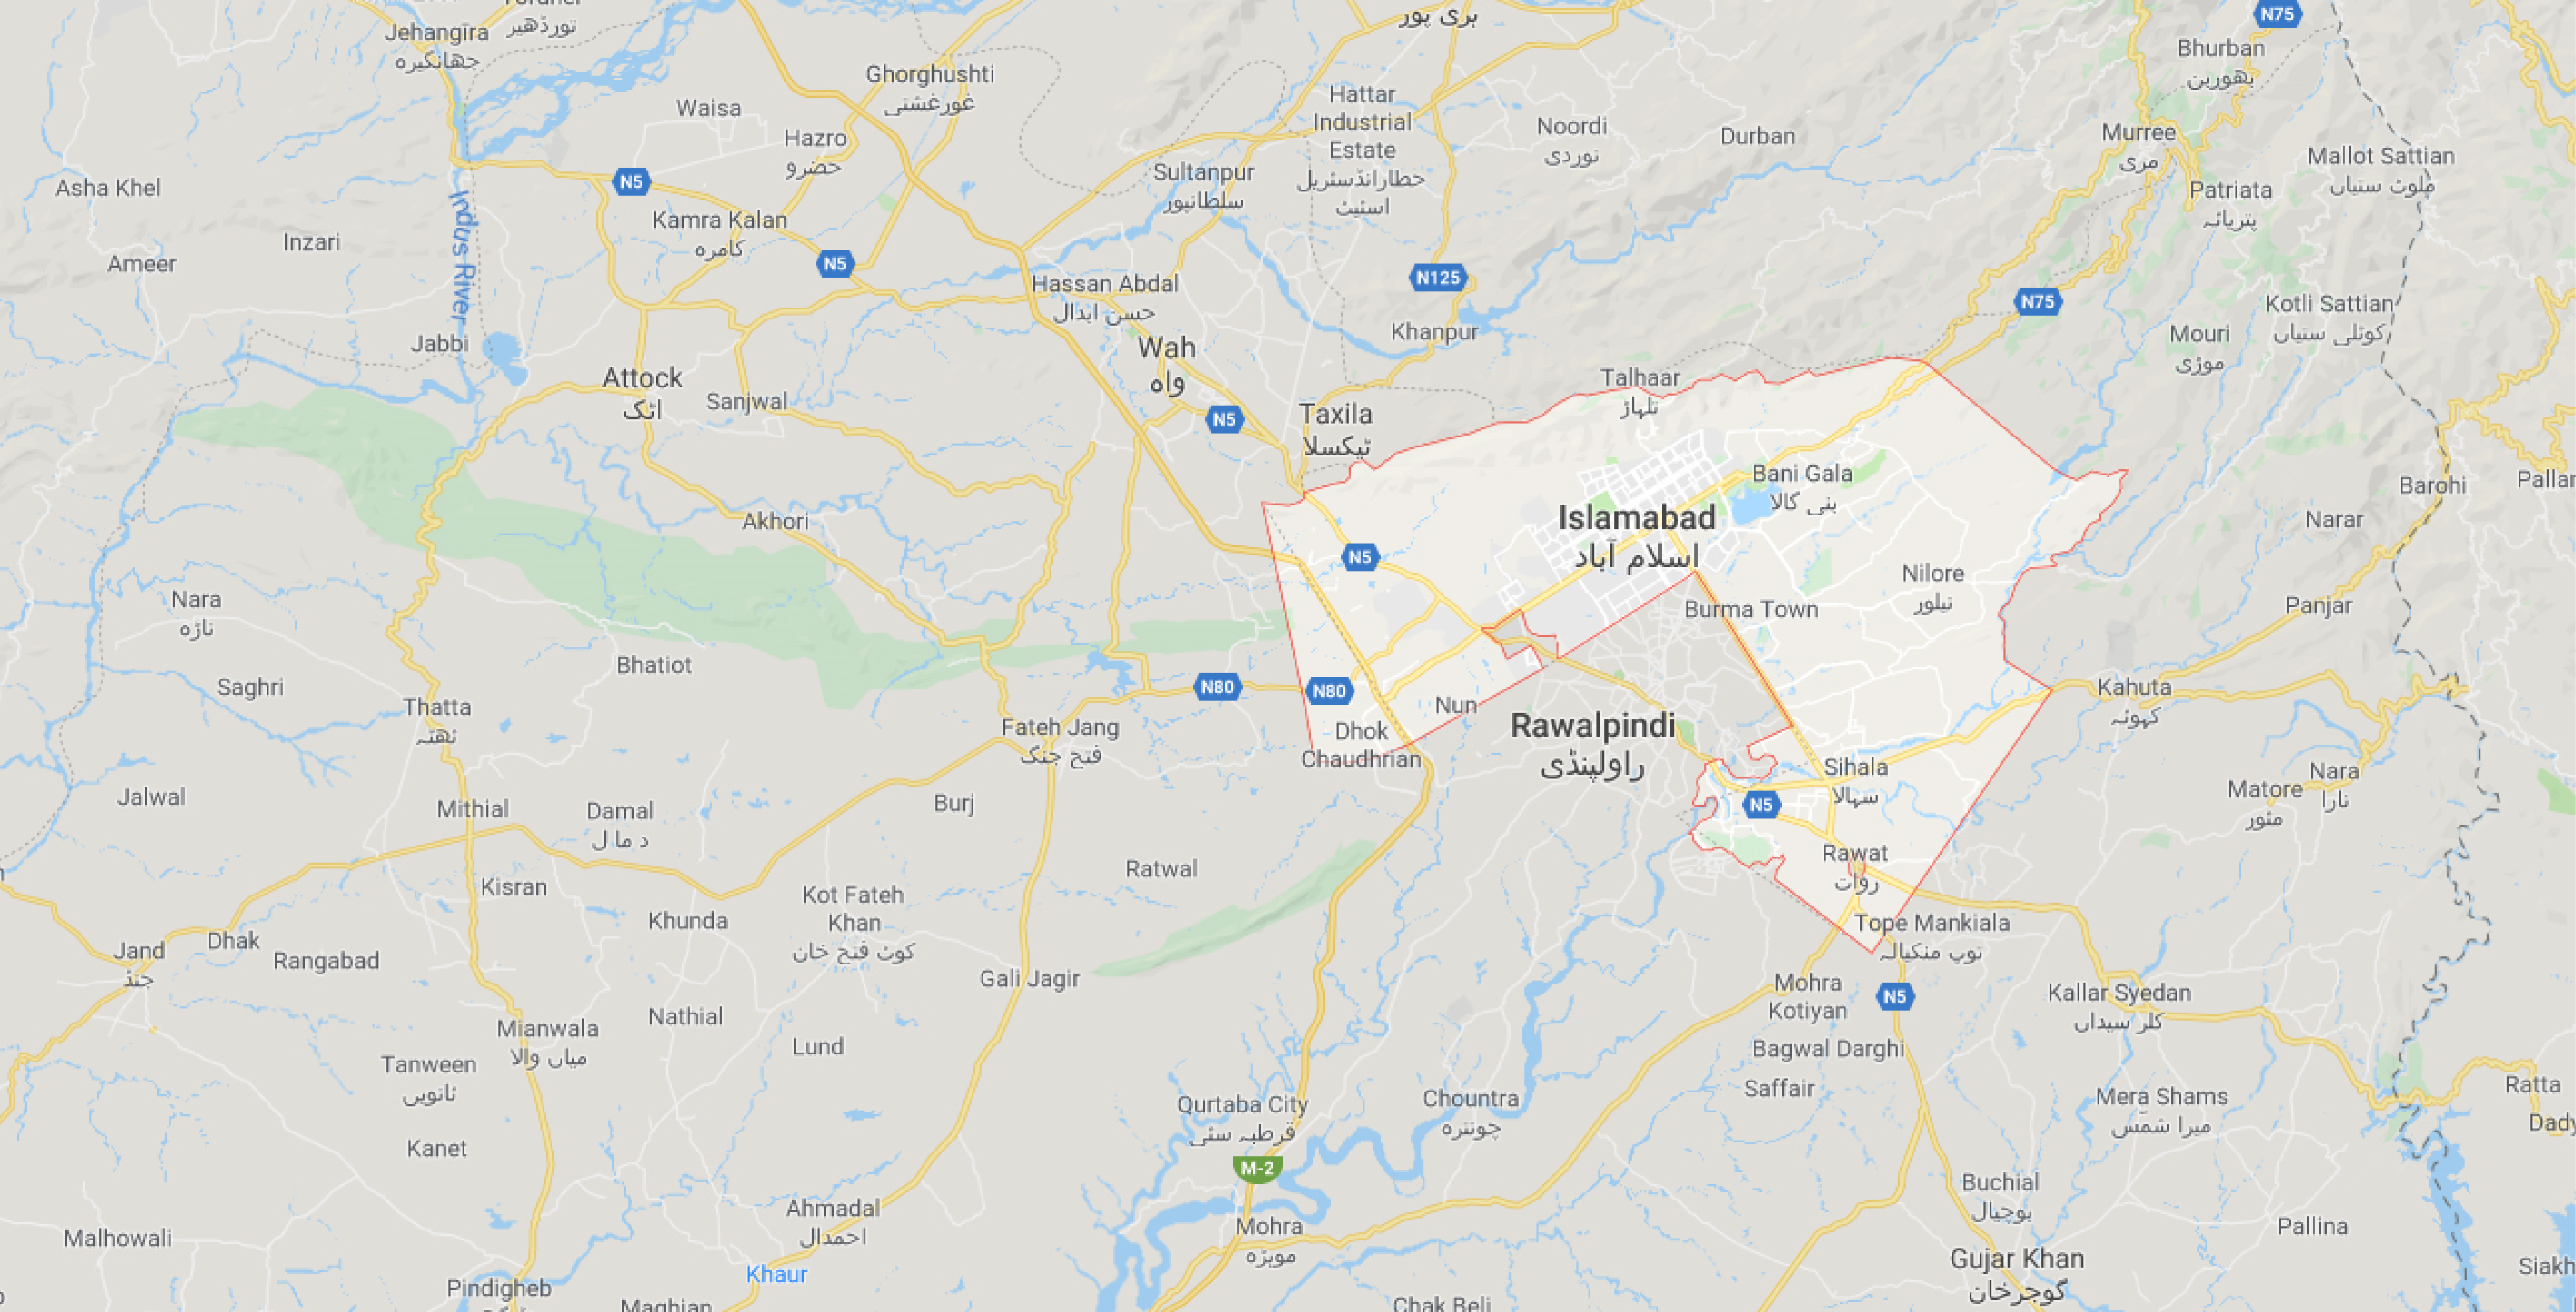 Jehangira
جہانگیرہ
تورڈھیر
ہری پور
N75
Bhurban
بھوربن
Ghorghushti
غورغشتی
Waisa
Hazro
حضرو
Hattar
Industrial
Estate
حطارانڈسٹریل
اسٹیٹ
Noordi
نوردی
Durban
Murree
مری
Mallot Sattian
ملوٹ ستیاں
Asha Khel
N5
Sultanpur
سلطانپور
Patriata
پتریاٹہ
Indus River
Kamra Kalan
کامرہ
Inzari
Ameer
N5
Hassan Abdal
حسن ابدال
N125
Khanpur
N75
Kotli Sattian
کوٹلی ستیاں
Mouri
موڑی
Jabbi
Wah
واہ
Attock
اٹک
Sanjwal
N5
Taxila
ٹیکسلا
Talhaar
تلہاڑ
Bani Gala
بنی گالا
Barohi
Islamabad
اسلام آباد
Akhori
Narar
N5
Nilore
نیلور
Nara
ناڑہ
Burma Town
Panjar
Bhatiot
Saghri
N80
N80
Kahuta
کہوٹہ
Thatta
ٹھٹہ
Nun
Fateh Jang
فتح جنگ
Dhok
Chaudhrian
Rawalpindi
راولپنڈی
Sihala
سہالا
Nara
نارا
Matore
مٹور
Jalwal
Mithial
Damal
د ما ل
Burj
N5
Rawat
روات
Ratwal
Kisran
Kot Fateh
Khan
کوٹ فتح خان
Khunda
Tope Mankiala
توپ منکیالہ
Dhak
Jand
جنڈ
Rangabad
Gali Jagir
Mohra
Kotiyan
N5
Kallar Syedan
کلر سیداں
Nathial
Mianwala
میاں والا
Lund
Bagwal Darghi
Tanween
ٹانویں
Saffair
Ratta
Qurtaba City
قرطبہ سٹی
Chountra
چونترہ
Mera Shams
میرا شمس
Dady
Kanet
M-2
Buchial
بوچیال
Ahmadal
احمدال
Mohra
موہڑہ
Pallina
Malhowali
Gujar Khan
گوجرخان
Khaur
Siakh
Pindigheb
Maghian
Chak Beli